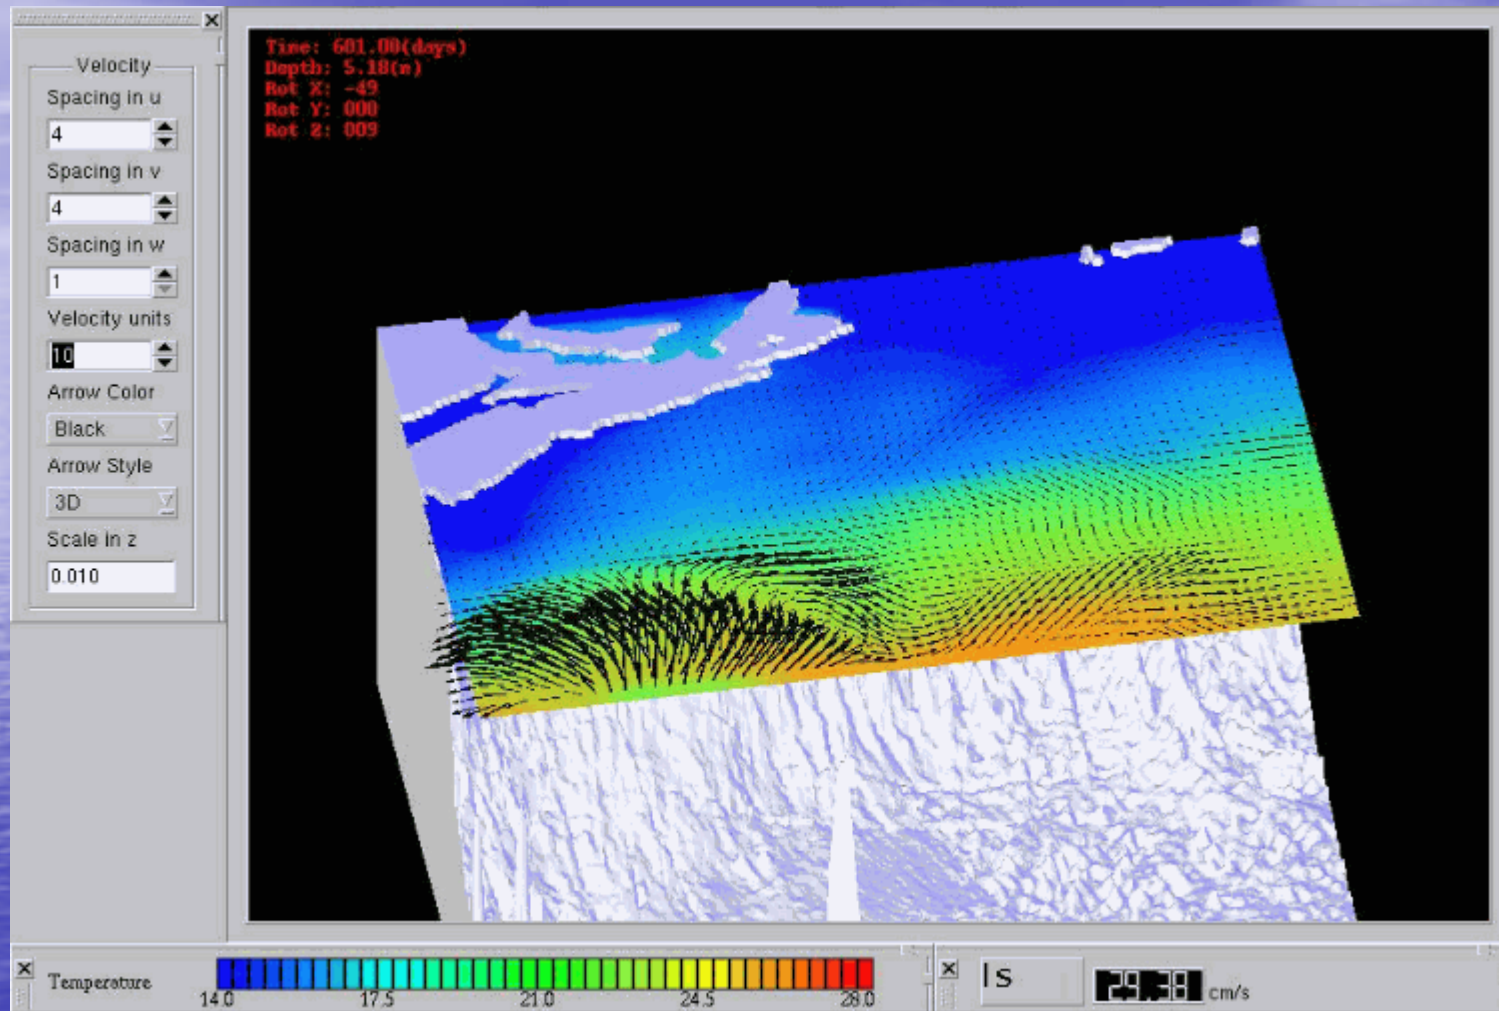 Velocity
Spacing in u
4
Spacing in v
4
Spacing in w
1
Velocity units
10
Arrow Color
Black
Arrow Style
3D
Scale in z
0.010
Time: 601.00(days)
Depth: 5.18(m)
Rot X: -49
Rot Y: 000
Rot Z: 009
Temperature
14.0 17.5 21.0 24.5 28.0
cm/s